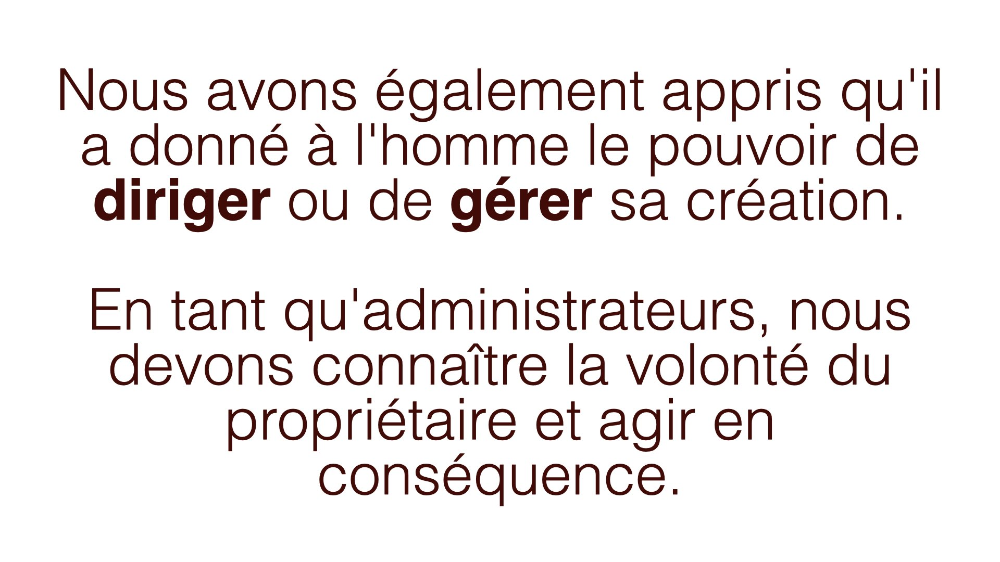 Nous avons également appris qu'il
a donné à l'homme le pouvoir de
diriger ou de gérer sa création.
En tant qu'administrateurs, nous
devons connaître la volonté du
propriétaire et agir en
conséquence.